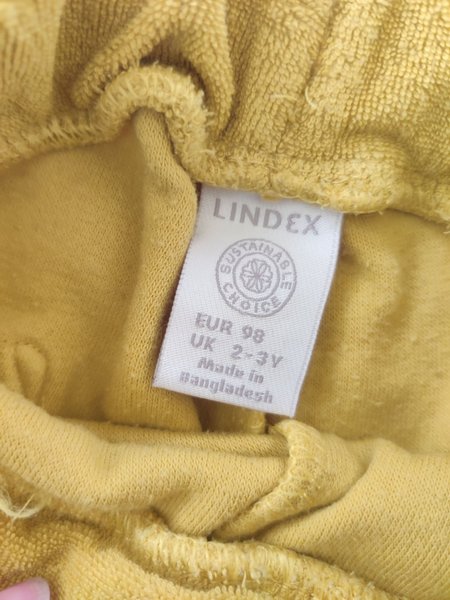 LINDEX
SUSTAINABLE
CHOICE
EUR 98
UK 2-3Y
Made in
Bangladesh